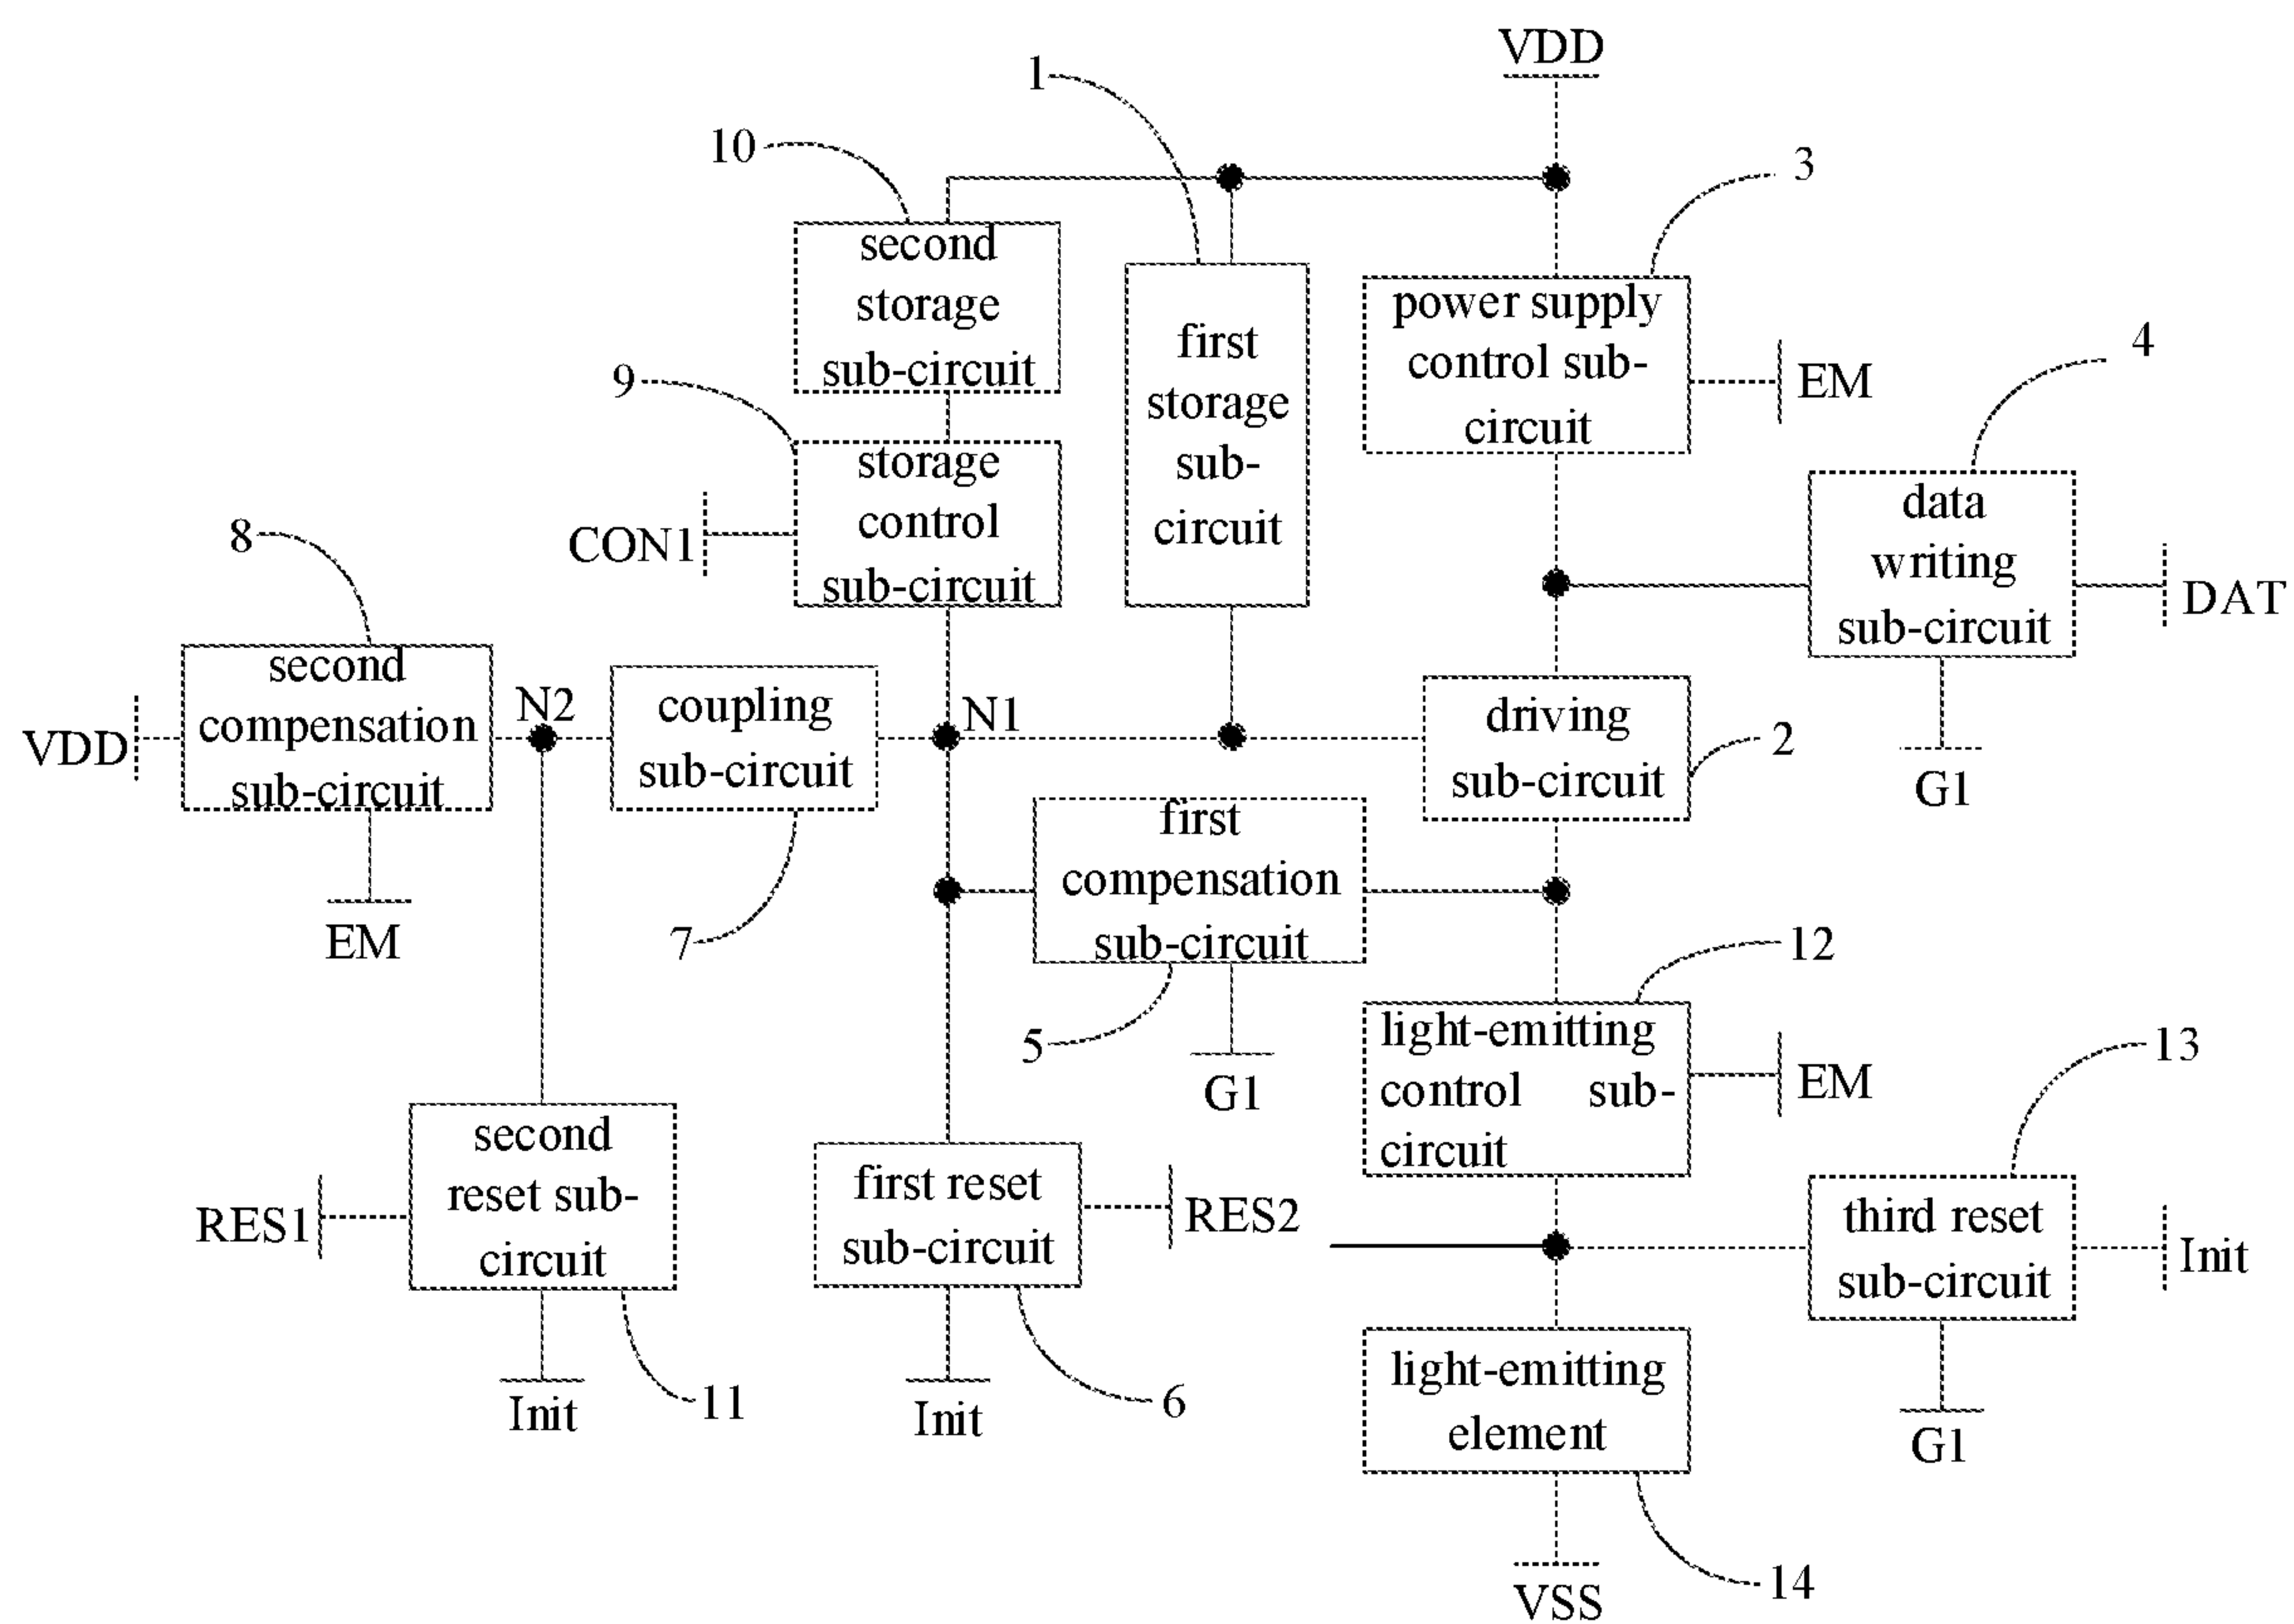 VDD
1
10
3
second
storage
sub-circuit
first
storage
sub-
circuit
power supply
control sub-
circuit
EM
4
9
storage
control
sub-circuit
CON1
data
writing
sub-circuit
DAT
8
second
compensation
sub-circuit
VDD
N2
coupling
sub-circuit
N1
driving
sub-circuit
2
G1
EM
7
first
compensation
sub-circuit
5
G1
12
light-emitting
control sub-
circuit
EM
13
second
reset sub-
circuit
RES1
first reset
sub-circuit
RES2
third reset
sub-circuit
Init
Init
11
Init
6
light-emitting
element
G1
14
VSS